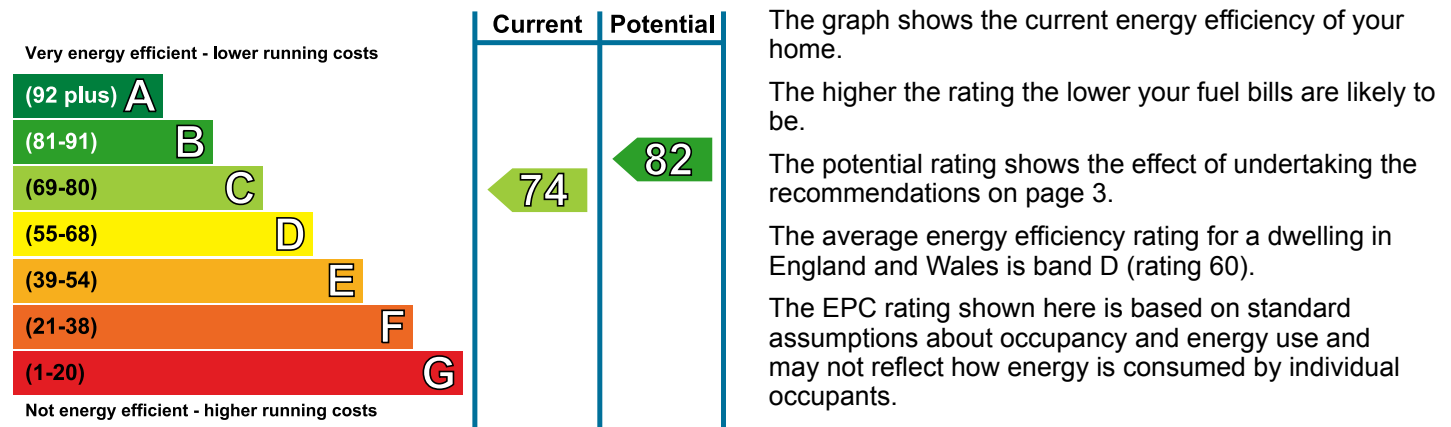 Current Potential
Very energy efficient - lower running costs
(92 plus) A
(81-91) B
82
(69-80) C
74
(55-68) D
(39-54) E
(21-38) F
(1-20) G
Not energy efficient - higher running costs
The graph shows the current energy efficiency of your
home.
The higher the rating the lower your fuel bills are likely to
be.
The potential rating shows the effect of undertaking the
recommendations on page 3.
The average energy efficiency rating for a dwelling in
England and Wales is band D (rating 60).
The EPC rating shown here is based on standard
assumptions about occupancy and energy use and
may not reflect how energy is consumed by individual
occupants.